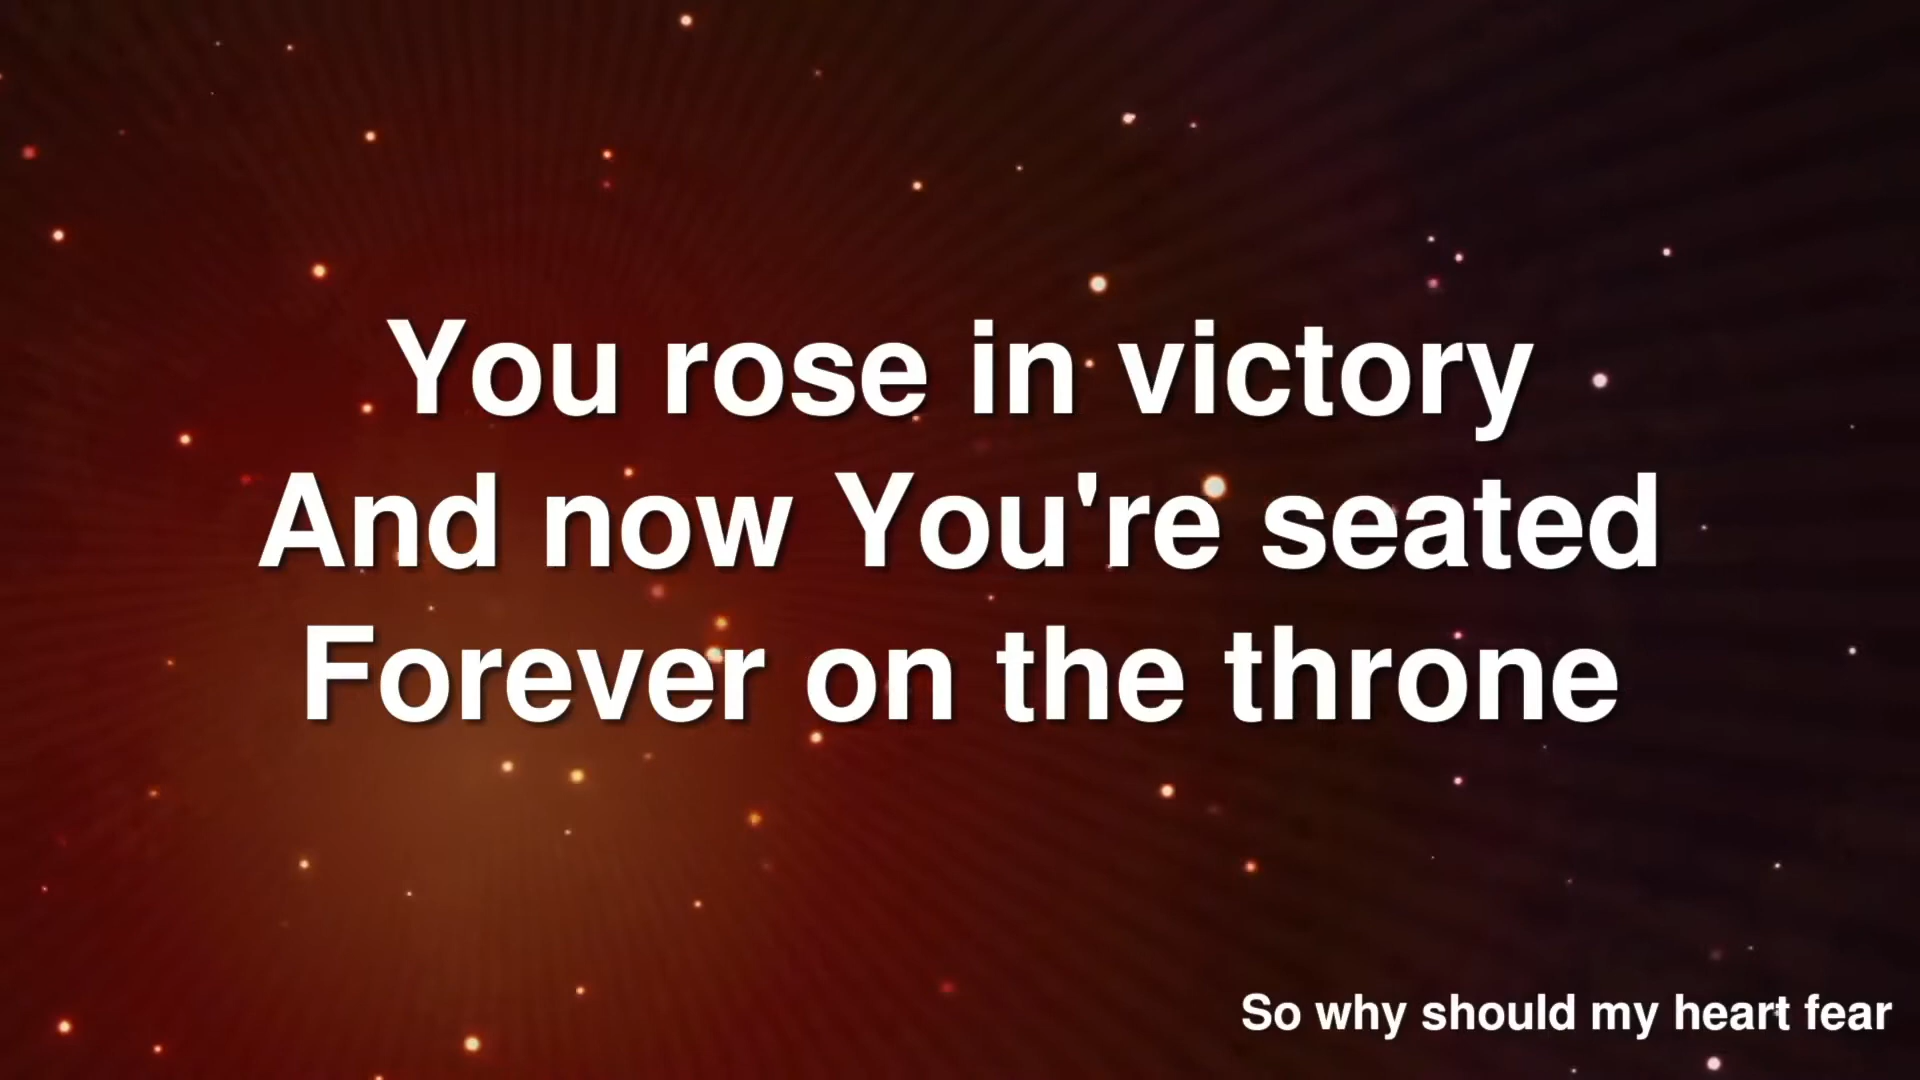 You rose in victory
And now You're seated
Forever on the throne
So why should my heart fear